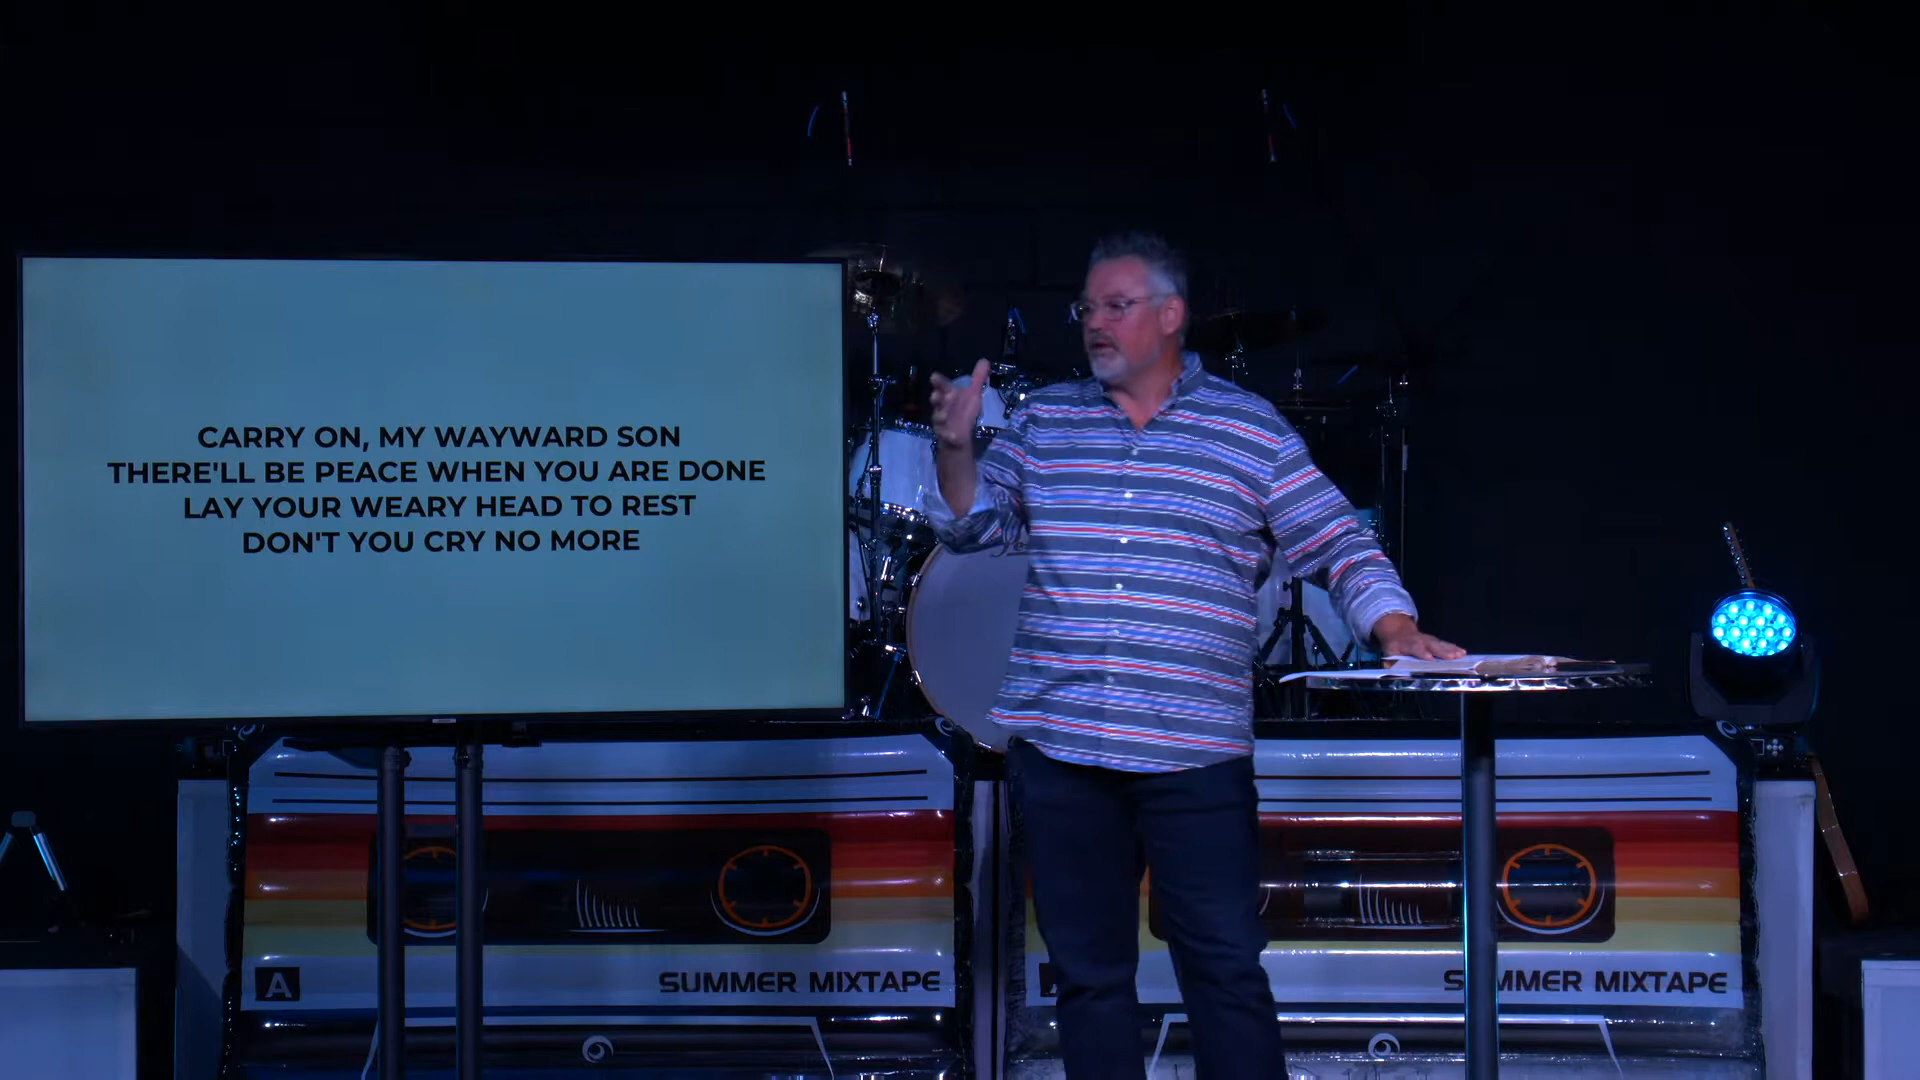 CARRY ON, MY WAYWARD SON
THERE'LL BE PEACE WHEN YOU ARE DONE
LAY YOUR WEARY HEAD TO REST
DON'T YOU CRY NO MORE
A
SUMMER MIXTAPE
SUMMER MIXTAPE